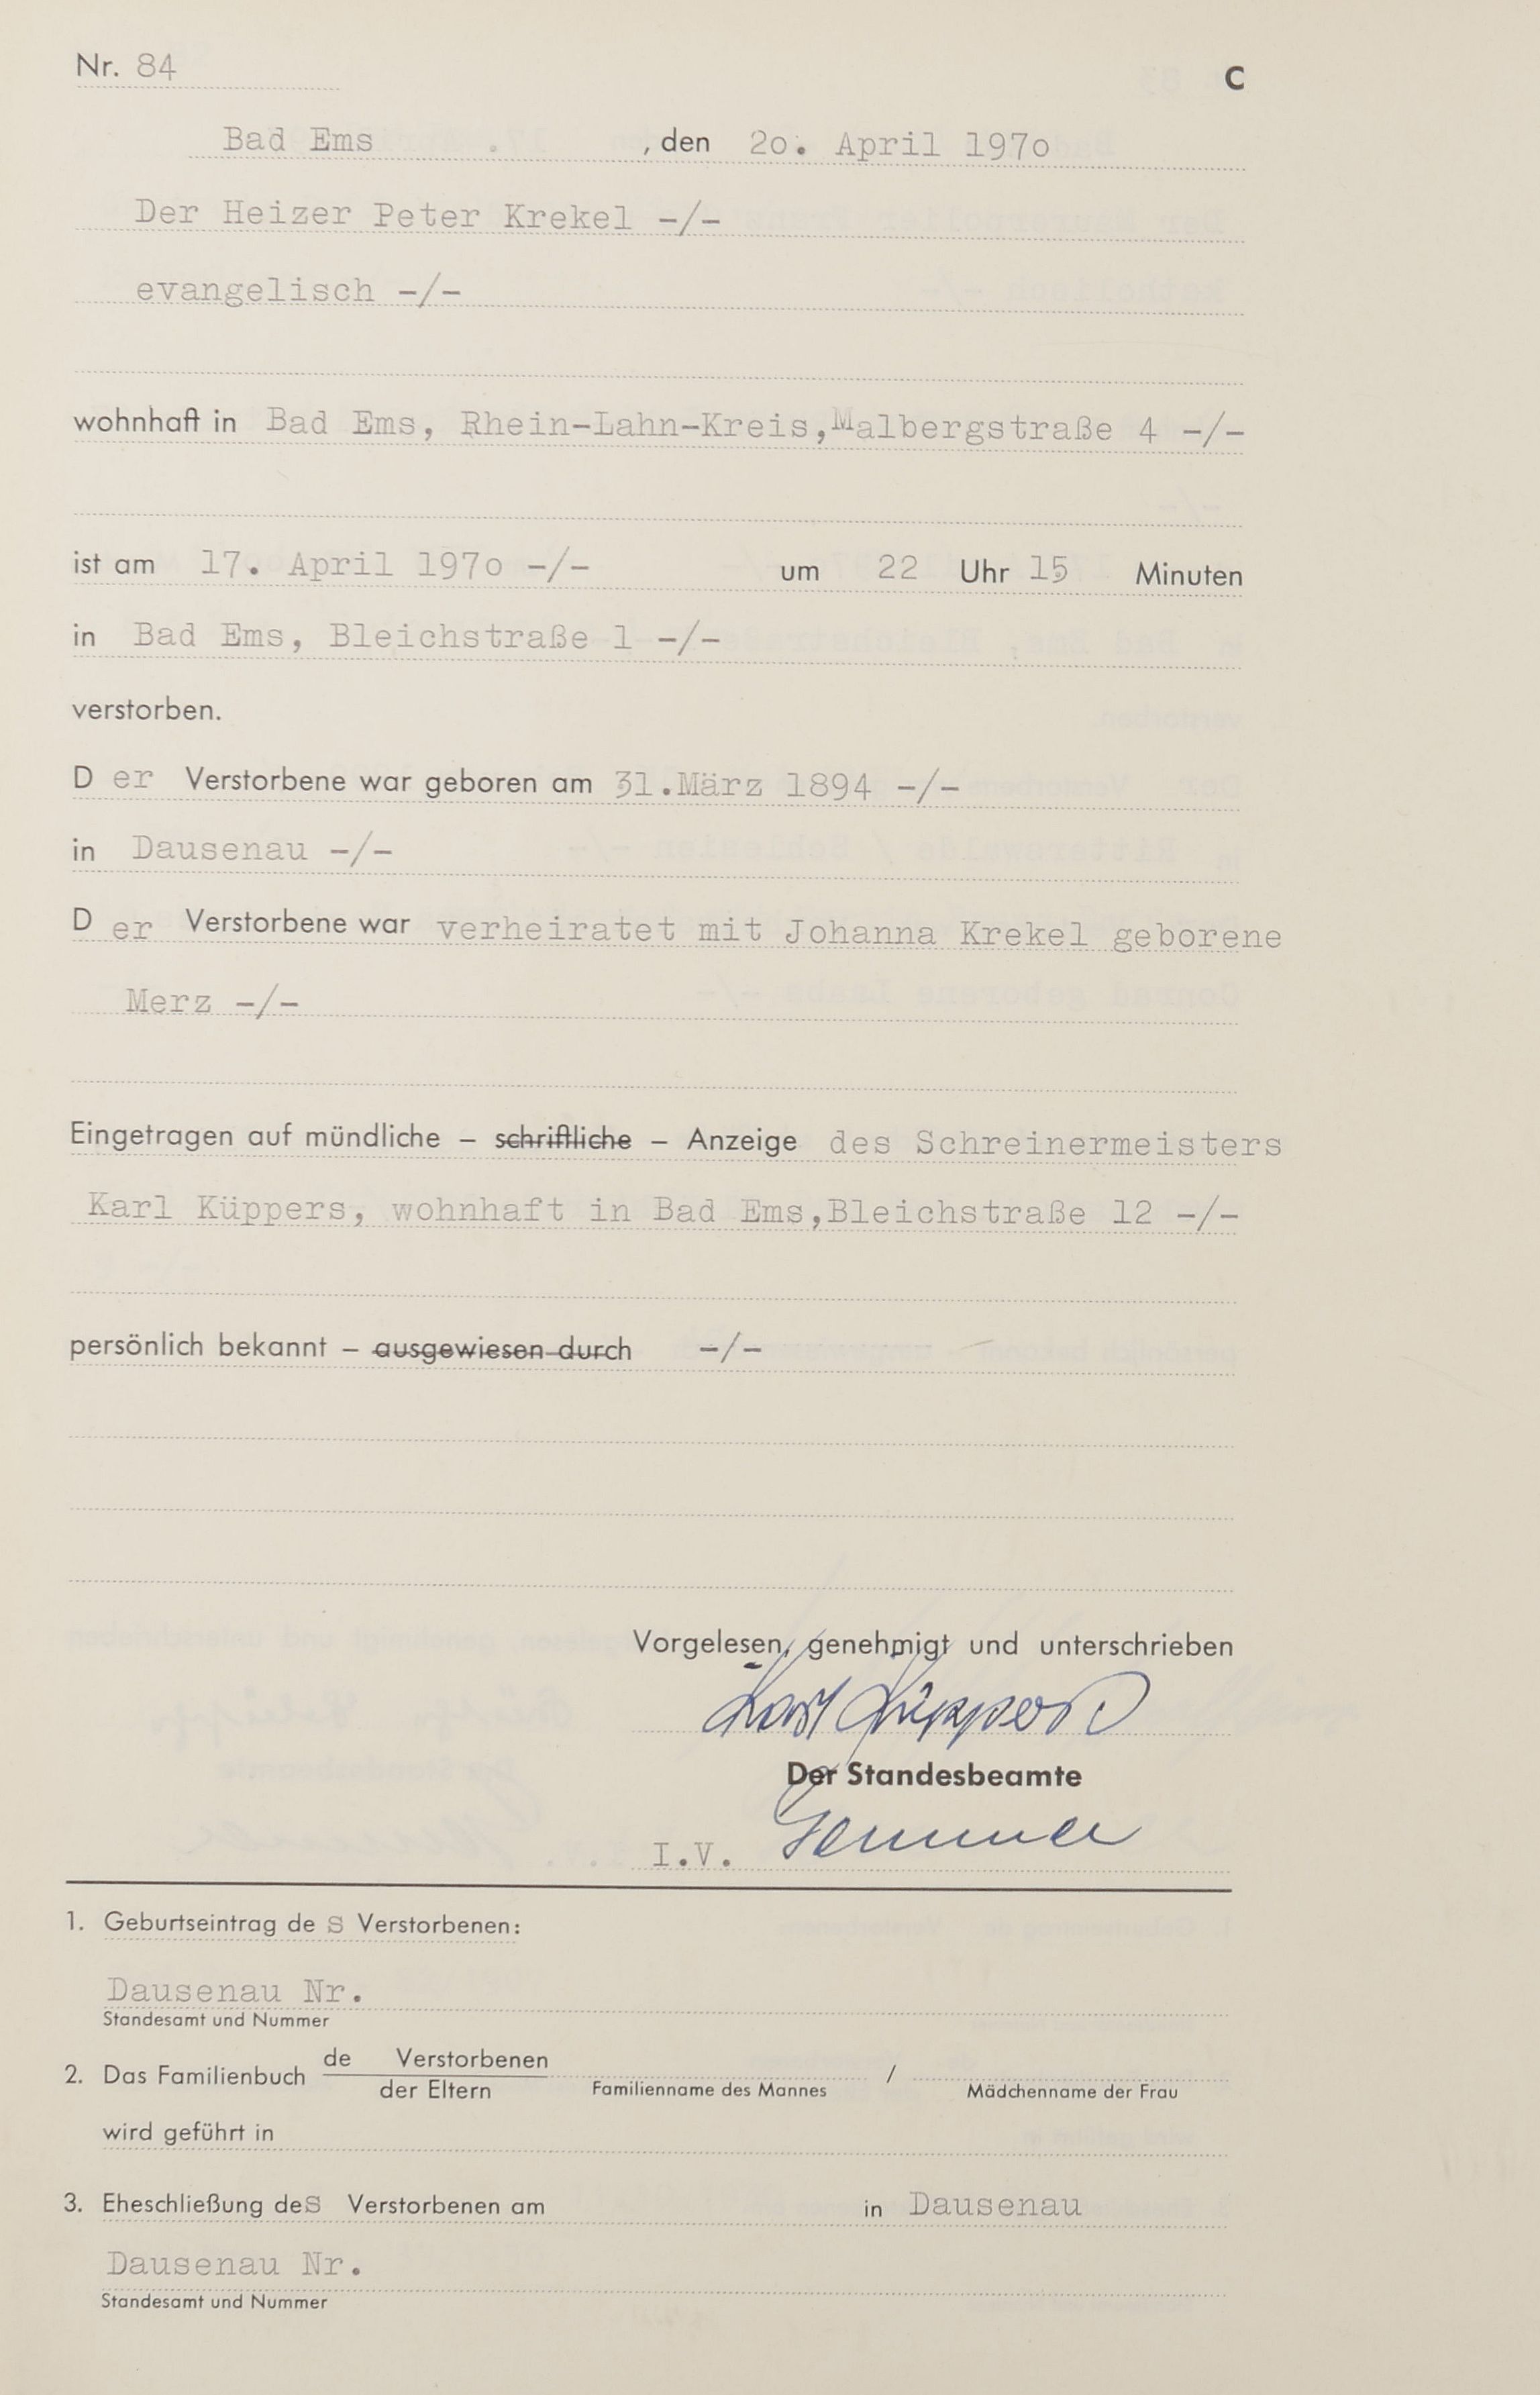 Nr. 84
C
Bad Ems , den 2o. April 197o
Der Heizer Peter Krekel -/-
evangelisch -/-
wohnhaft in Bad Ems, Rhein-Lahn-Kreis,Malbergstraße 4 -/-
ist am 17. April 197o -/- um 22 Uhr 15 Minuten
in Bad Ems, Bleichstraße 1 -/-
verstorben.
D er Verstorbene war geboren am 31.März 1894 -/-
in Dausenau -/-
D er Verstorbene war verheiratet mit Johanna Krekel geborene
Merz -/-
Eingetragen auf mündliche – schriftliche – Anzeige des Schreinermeisters
Karl Küppers, wohnhaft in Bad Ems,Bleichstraße 12 -/-
persönlich bekannt – ausgewiesen durch -/-
Vorgelesen, genehmigt und unterschrieben
Karl Küppers
Der Standesbeamte
I.V.
1. Geburtseintrag de s Verstorbenen:
Dausenau Nr.
Standesamt und Nummer
2. Das Familienbuch de Verstorbenen /
der Eltern Familienname des Mannes Mädchenname der Frau
wird geführt in
3. Eheschließung des Verstorbenen am in Dausenau
Dausenau Nr.
Standesamt und Nummer